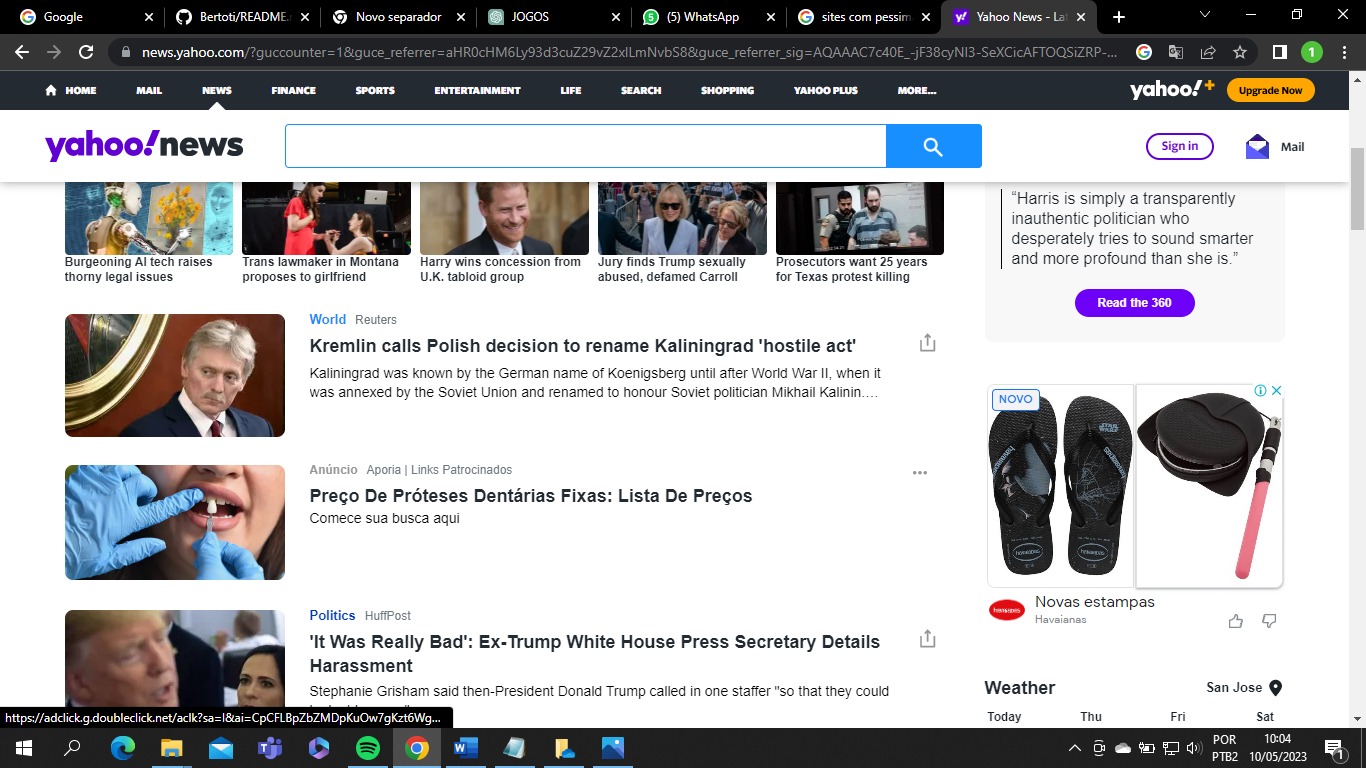 Google
Bertoti/README.
Novo separador
JOGOS
(5) WhatsApp
sites com pessim
Yahoo News - Lat
news.yahoo.com/?guccounter=1&guce_referrer=aHR0cHM6Ly93d3cuZ29vZ2xlLmNvbS8&guce_referrer_sig=AQAAAC7c40E_-jF38cyNI3-SeXCicAFTOQSiZRP-...
1
HOME MAIL NEWS FINANCE SPORTS ENTERTAINMENT LIFE SEARCH SHOPPING YAHOO PLUS MORE...
yahoo!+
Upgrade Now
yahoo!news
Sign in
Mail
Burgeoning AI tech raises
thorny legal issues
Trans lawmaker in Montana
proposes to girlfriend
Harry wins concession from
U.K. tabloid group
Jury finds Trump sexually
abused, defamed Carroll
Prosecutors want 25 years
for Texas protest killing
“Harris is simply a transparently
inauthentic politician who
desperately tries to sound smarter
and more profound than she is.”
Read the 360
World Reuters
Kremlin calls Polish decision to rename Kaliningrad 'hostile act'
Kaliningrad was known by the German name of Koenigsberg until after World War II, when it
was annexed by the Soviet Union and renamed to honour Soviet politician Mikhail Kalinin....
Anúncio Aporia | Links Patrocinados
Preço De Próteses Dentárias Fixas: Lista De Preços
Comece sua busca aqui
Politics HuffPost
'It Was Really Bad': Ex-Trump White House Press Secretary Details
Harassment
Stephanie Grisham said then-President Donald Trump called in one staffer "so that they could
NOVO
STAR
WARS
havaianas
havaianas
havaianas
Novas estampas
Havaianas
Weather
San Jose
Today Thu Fri Sat
https://adclick.g.doubleclick.net/aclk?sa=l&ai=CpCFLBpZbZMDpKuOw7gKzt6Wg...
POR
PTB2
10:04
10/05/2023
1